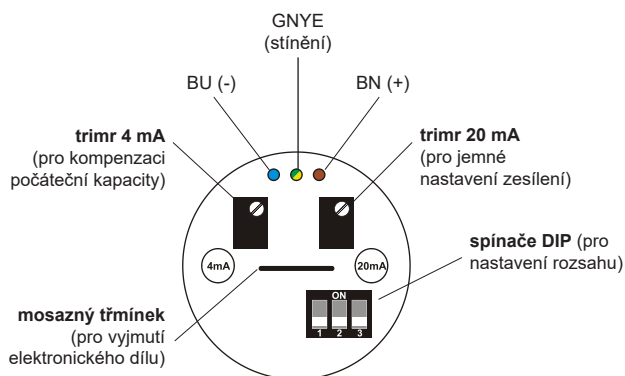 GNYE
(stínění)
BU (-)
BN (+)
trimr 4 mA
(pro kompenzaci
počáteční kapacity)
trimr 20 mA
(pro jemné
nastavení zesílení)
4mA
20mA
spínače DIP (pro
nastavení rozsahu)
ON
1 2 3
mosazný třmínek
(pro vyjmutí
elektronického dílu)